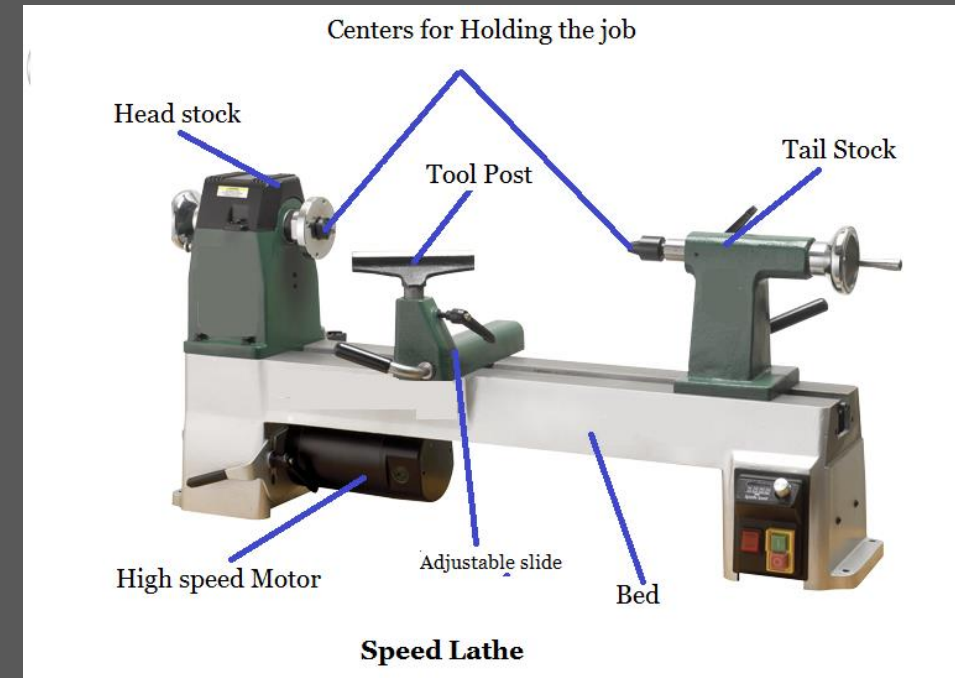 Centers for Holding the job
Head stock
Tail Stock
Tool Post
Adjustable slide
High speed Motor
Bed
Speed Lathe